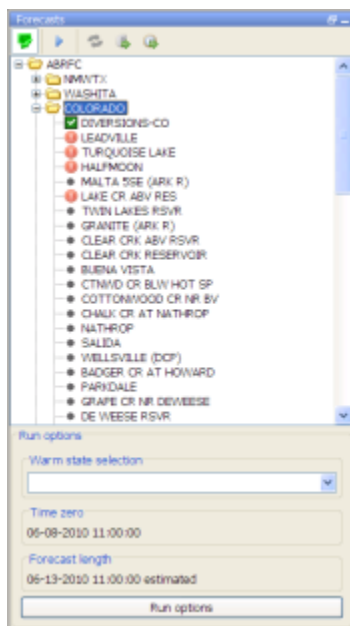 Forecasts
ABRFC
NMWTX
WASHITA
COLORADO
DIVERSIONS-CO
LEADVILLE
TURQUOISE LAKE
HALFMOON
MALTA 5SE (ARK R)
LAKE CR ABV RES
TWIN LAKES RSVR
GRANITE (ARK R)
CLEAR CRK ABV RSVR
CLEAR CRK RESERVOIR
BUENA VISTA
CTNWD CR BLW HOT SP
COTTONWOOD CR NR BV
CHALK CR AT NATHROP
NATHROP
SALIDA
WELLSVILLE (DCP)
BADGER CR AT HOWARD
PARKDALE
GRAPE CR NR DEWEESE
DE WEESE RSVR
Run options
Warm state selection
Time zero
06-08-2010 11:00:00
Forecast length
06-13-2010 11:00:00 estimated
Run options